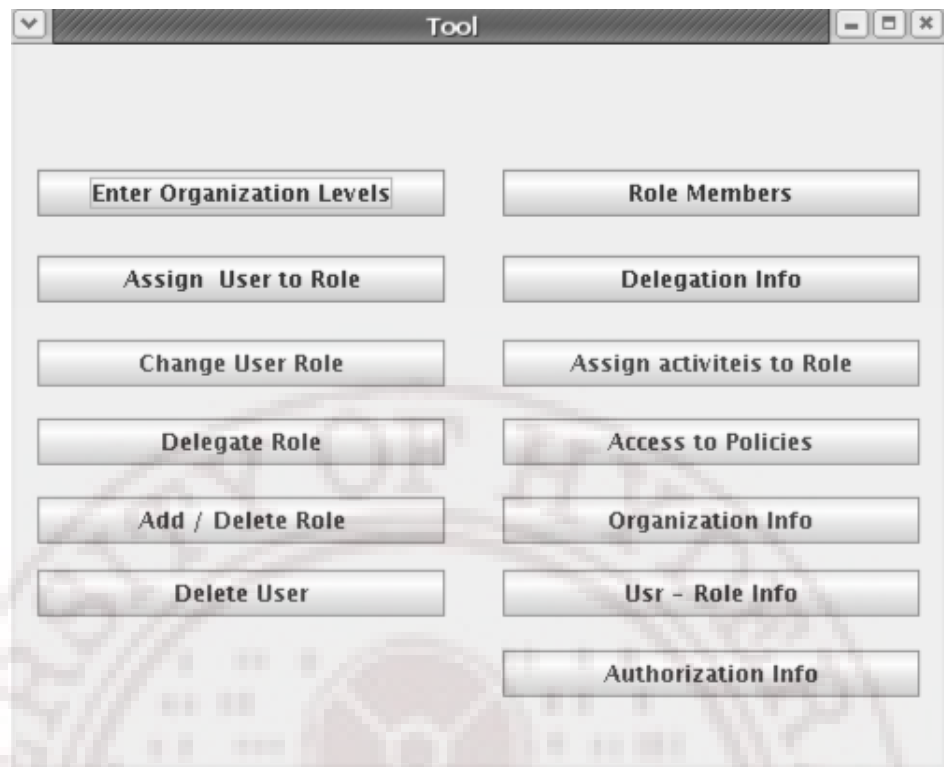 Tool
Enter Organization Levels
Role Members
Assign User to Role
Delegation Info
Change User Role
Assign activiteis to Role
Delegate Role
Access to Policies
Add / Delete Role
Organization Info
Delete User
Usr - Role Info
Authorization Info